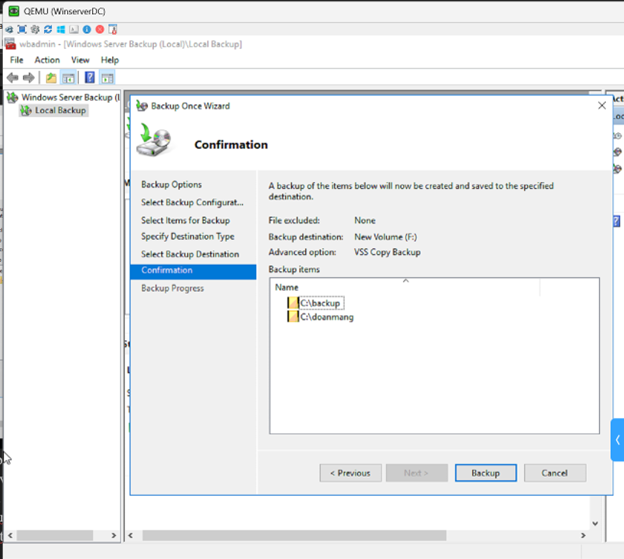 QEMU (WinserverDC)
wbadmin - [Windows Server Backup (Local)\Local Backup]
File Action View Help
Windows Server Backup (l
Local Backup
Backup Once Wizard
Confirmation
Backup Options
Select Backup Configurat...
Select Items for Backup
Specify Destination Type
Select Backup Destination
Confirmation
Backup Progress
A backup of the items below will now be created and saved to the specified
destination.
File excluded: None
Backup destination: New Volume (F:)
Advanced option: VSS Copy Backup
Backup items
Name
C:\backup
C:\doanmang
< Previous
Next >
Backup
Cancel